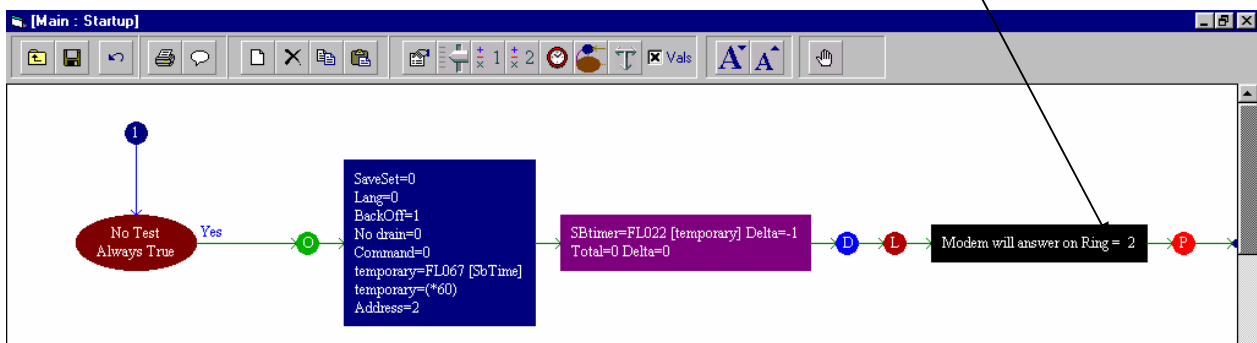 [Main : Startup]
+
×
1
+
×
2
Vals
A
A
1
No Test
Always True
Yes
O
SaveSet=0
Lang=0
BackOff=1
No drain=0
Command=0
temporary=FL067 [SbTime]
temporary=(*60)
Address=2
SBtimer=FL022 [temporary] Delta=-1
Total=0 Delta=0
D
L
Modem will answer on Ring = 2
P